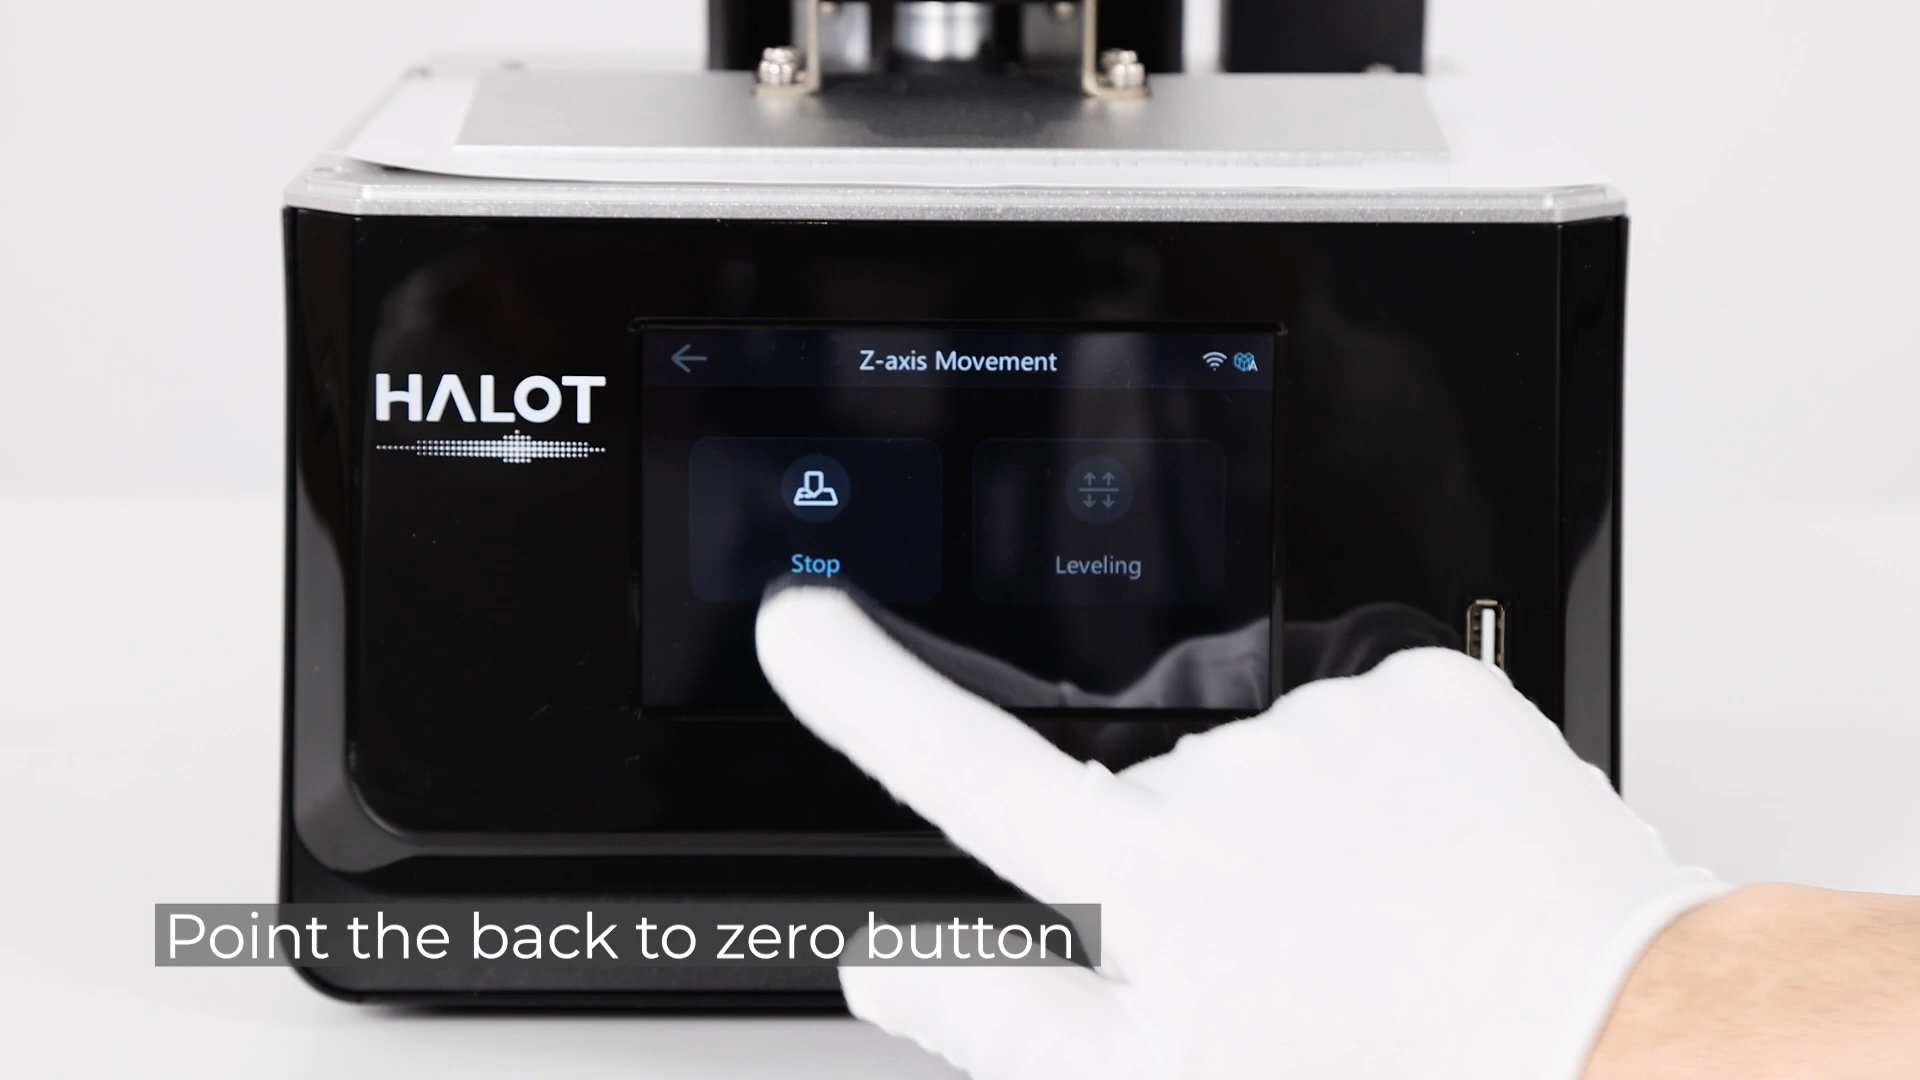 Z-axis Movement
HALOT
Stop
Leveling
Point the back to zero button